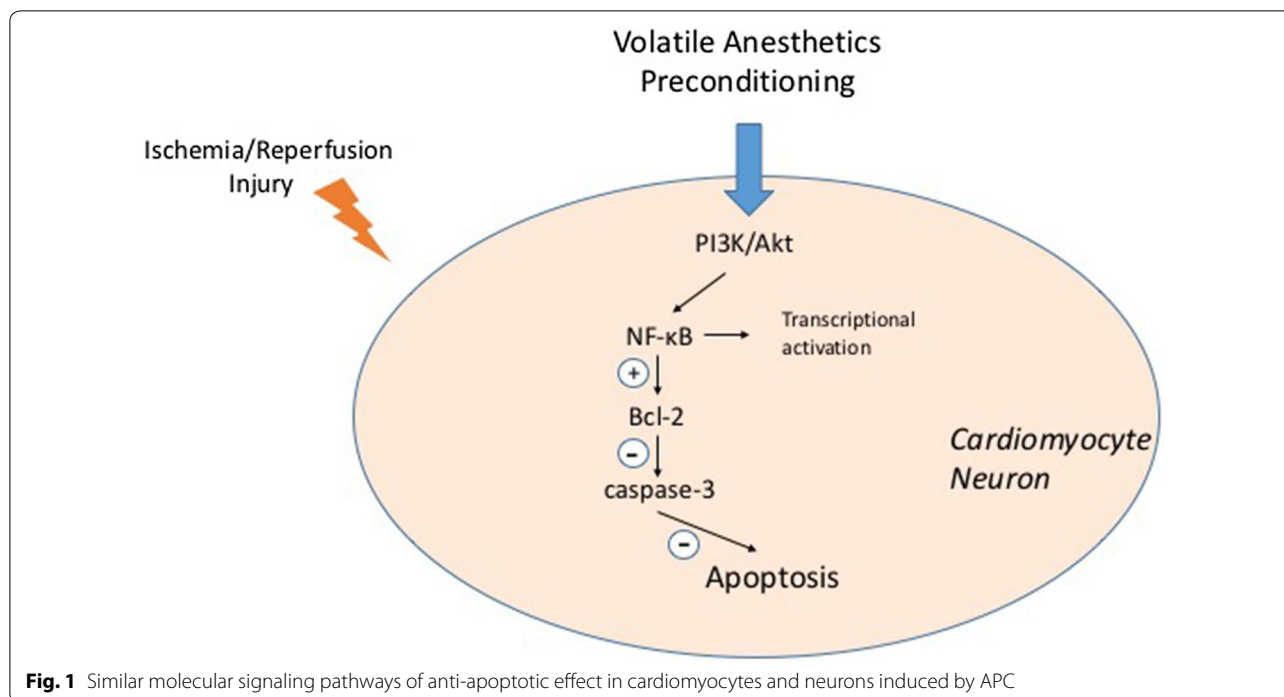 Volatile Anesthetics
Preconditioning
Ischemia/Reperfusion
Injury
PI3K/Akt
NF-κB
Transcriptional
activation
+
Bcl-2
-
caspase-3
-
Apoptosis
Cardiomyocyte
Neuron
Fig. 1 Similar molecular signaling pathways of anti-apoptotic effect in cardiomyocytes and neurons induced by APC